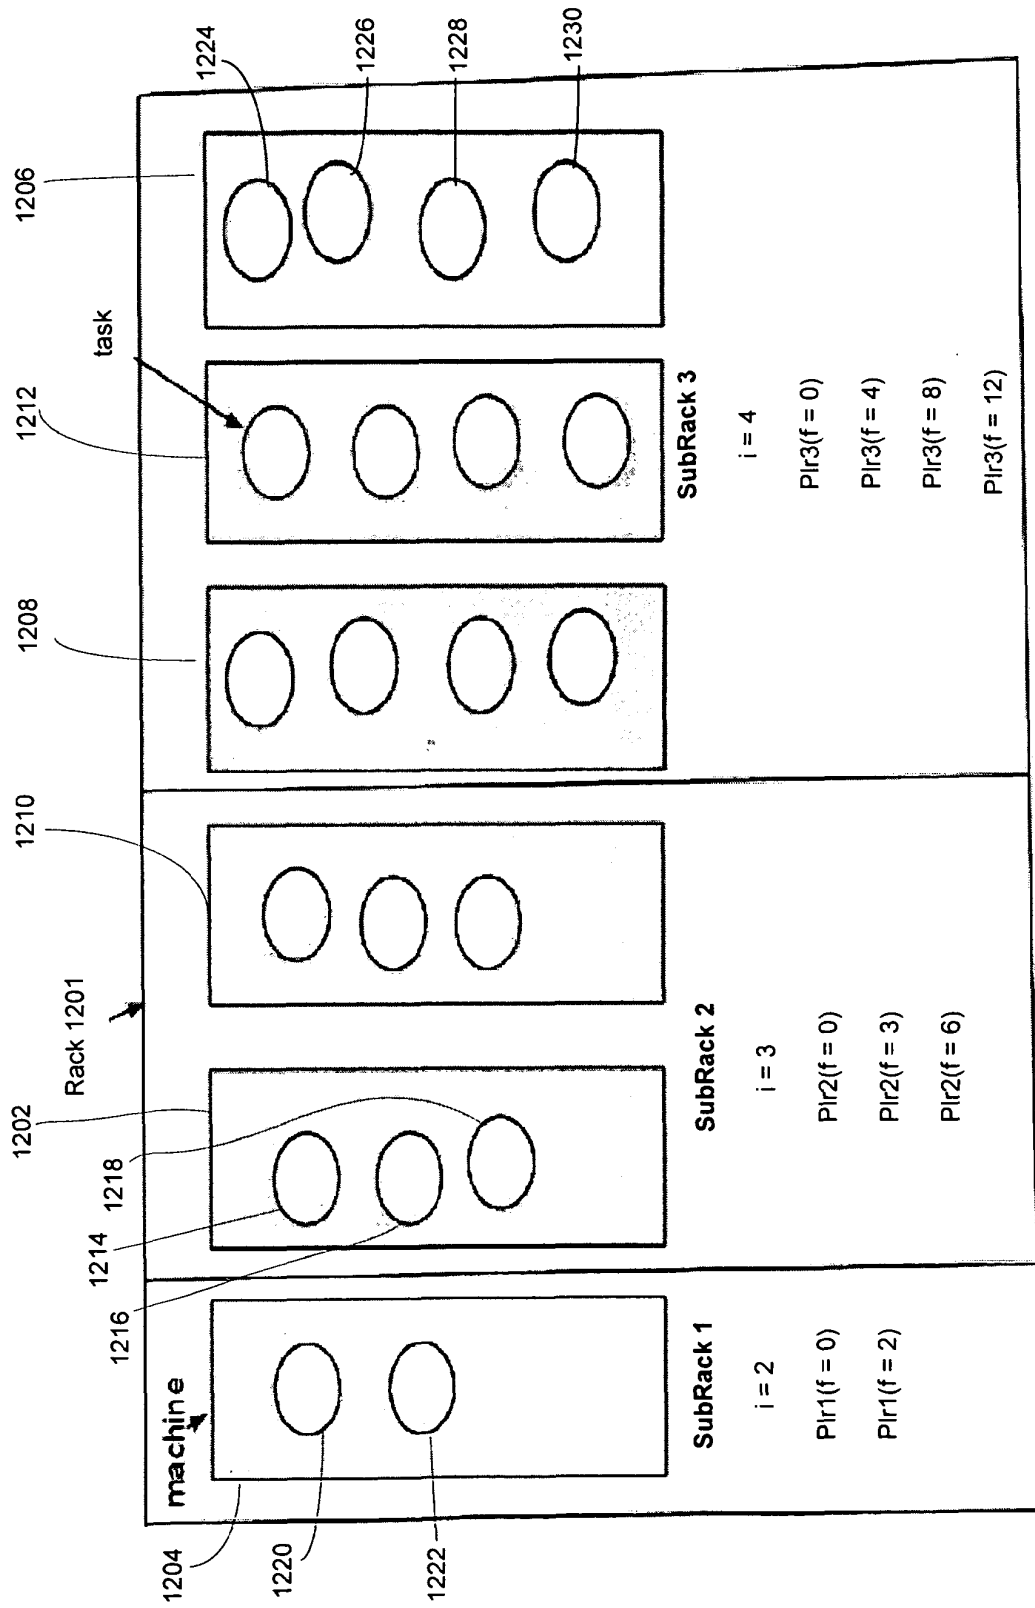 1204
1220
1222
machine
1216
1214
1218
1202
Rack 1201
1210
1208
1212
task
1206
1224
1226
1228
1230
SubRack 1
i = 2
Plr1(f = 0)
Plr1(f = 2)
SubRack 2
i = 3
Plr2(f = 0)
Plr2(f = 3)
Plr2(f = 6)
SubRack 3
i = 4
Plr3(f = 0)
Plr3(f = 4)
Plr3(f = 8)
Plr3(f = 12)